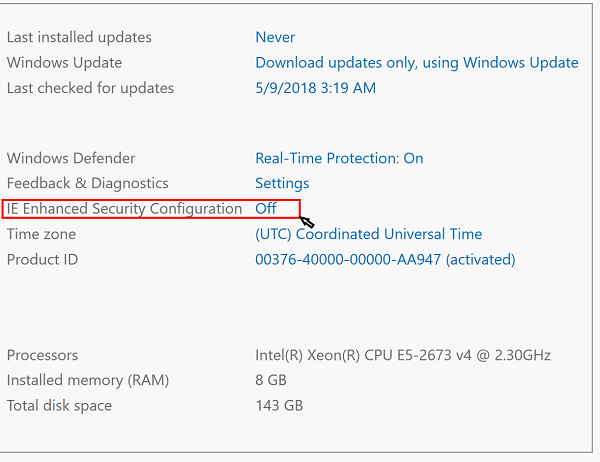 Last installed updates Never
Windows Update Download updates only, using Windows Update
Last checked for updates 5/9/2018 3:19 AM
Windows Defender Real-Time Protection: On
Feedback & Diagnostics Settings
IE Enhanced Security Configuration Off
Time zone (UTC) Coordinated Universal Time
Product ID 00376-40000-00000-AA947 (activated)
Processors Intel(R) Xeon(R) CPU E5-2673 v4 @ 2.30GHz
Installed memory (RAM) 8 GB
Total disk space 143 GB